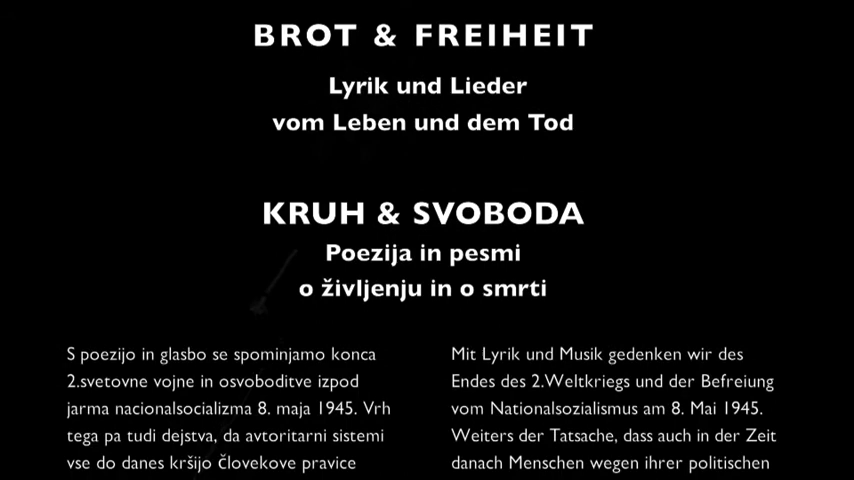 BROT & FREIHEIT
Lyrik und Lieder
vom Leben und dem Tod
KRUH & SVOBODA
Poezija in pesmi
o življenju in o smrti
S poezijo in glasbo se spominjamo konca
2.svetovne vojne in osvoboditve izpod
jarma nacionalsocializma 8. maja 1945. Vrh
tega pa tudi dejstva, da avtoritarni sistemi
vse do danes kršijo človekove pravice
Mit Lyrik und Musik gedenken wir des
Endes des 2.Weltkriegs und der Befreiung
vom Nationalsozialismus am 8. Mai 1945.
Weiters der Tatsache, dass auch in der Zeit
danach Menschen wegen ihrer politischen